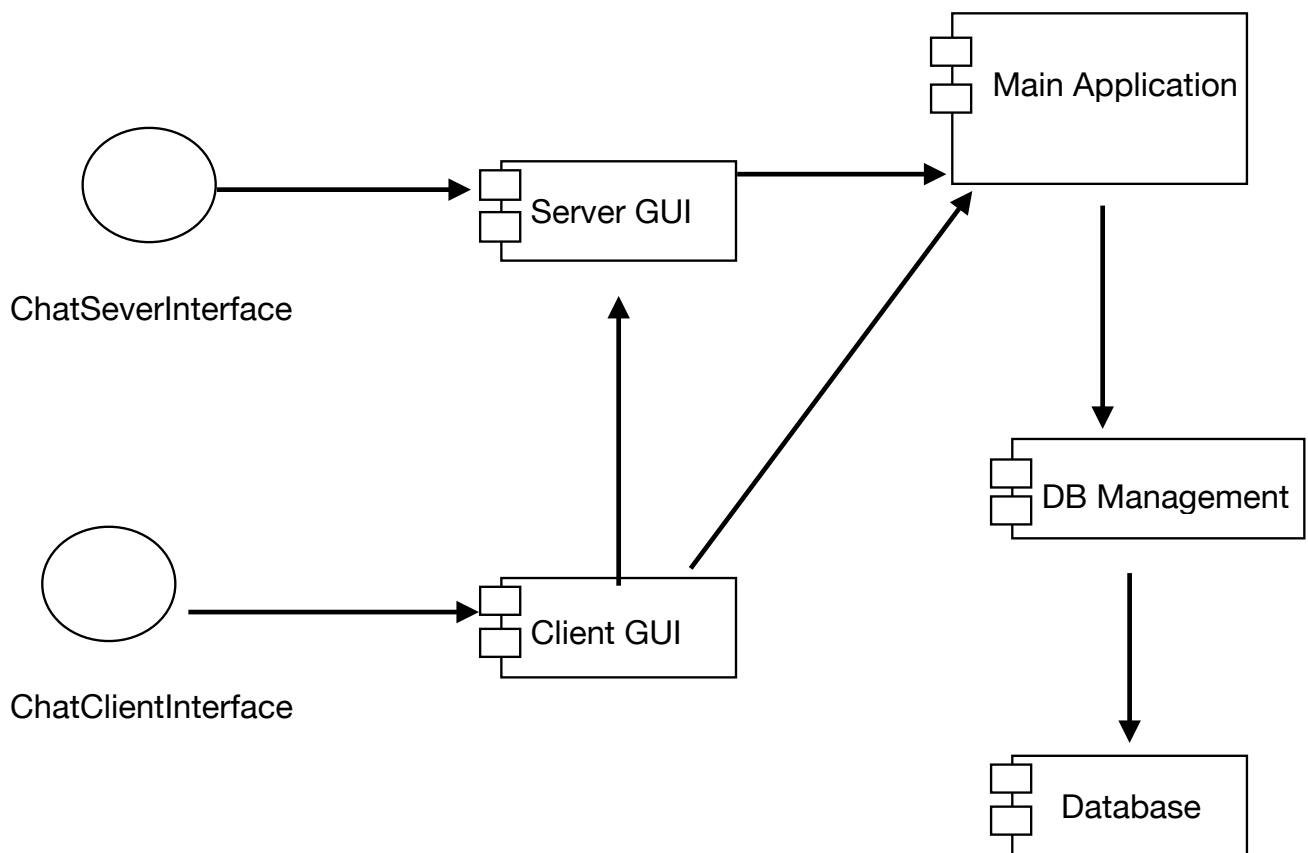 Main Application
Server GUI
ChatSeverInterface
DB Management
Client GUI
ChatClientInterface
Database